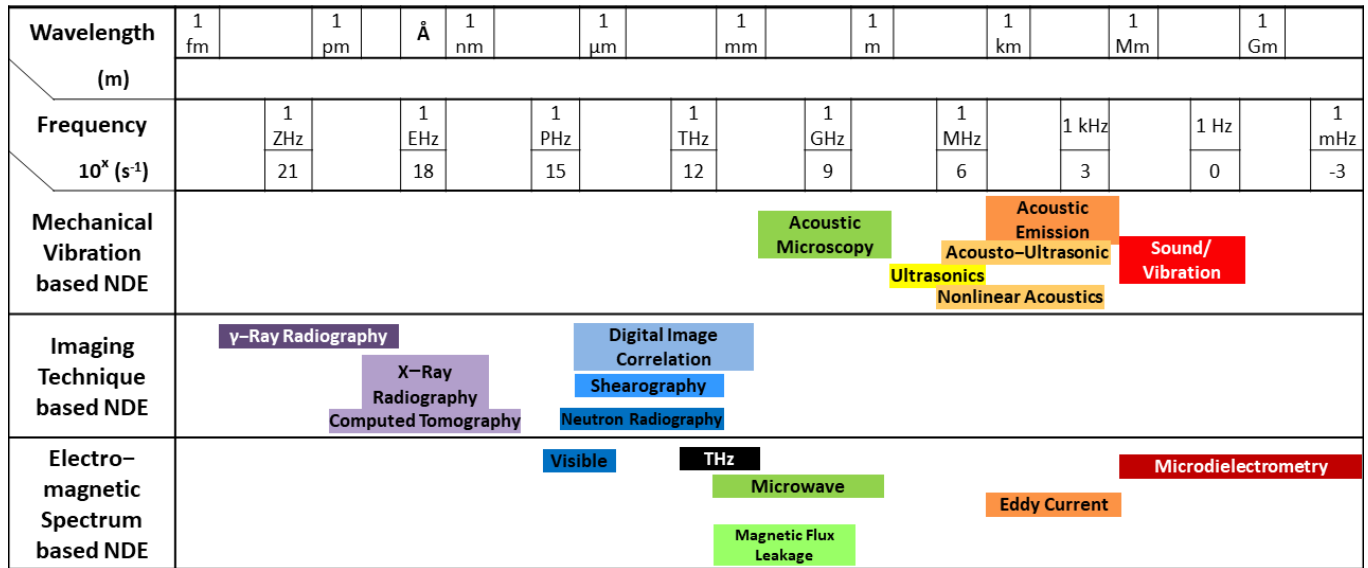 Wavelength
(m)
1 fm 1 pm Å 1 nm 1 μm 1 mm 1 m 1 km 1 Mm 1 Gm
Frequency
10ˣ (s⁻¹)
1 ZHz 1 EHz 1 PHz 1 THz 1 GHz 1 MHz 1 kHz 1 Hz 1 mHz
21 18 15 12 9 6 3 0 -3
Mechanical
Vibration
based NDE
Acoustic
Microscopy
Acoustic
Emission
Acousto–Ultrasonic
Sound/
Vibration
Ultrasonics
Nonlinear Acoustics
Imaging
Technique
based NDE
γ–Ray Radiography
Digital Image
Correlation
X–Ray
Radiography
Shearography
Computed Tomography
Neutron Radiography
Electro–
magnetic
Spectrum
based NDE
Visible
THz
Microdielectrometry
Microwave
Eddy Current
Magnetic Flux
Leakage